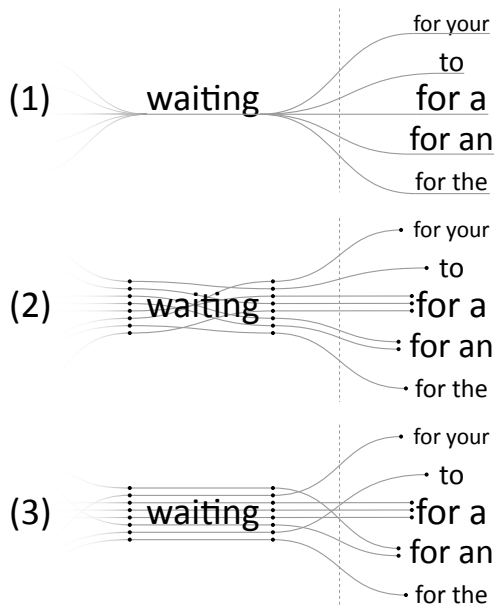 for your
to
(1) waiting for a
for an
for the
for your
to
(2) waiting for a
for an
for the
for your
to
(3) waiting for a
for an
for the